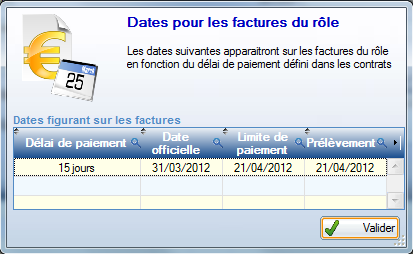 Dates pour les factures du rôle
Les dates suivantes apparaitront sur les factures du rôle
en fonction du délai de paiement défini dans les contrats
25
Dates figurant sur les factures
Délai de paiement Date officielle Limite de paiement Prélèvement
15 jours 31/03/2012 21/04/2012 21/04/2012
Valider